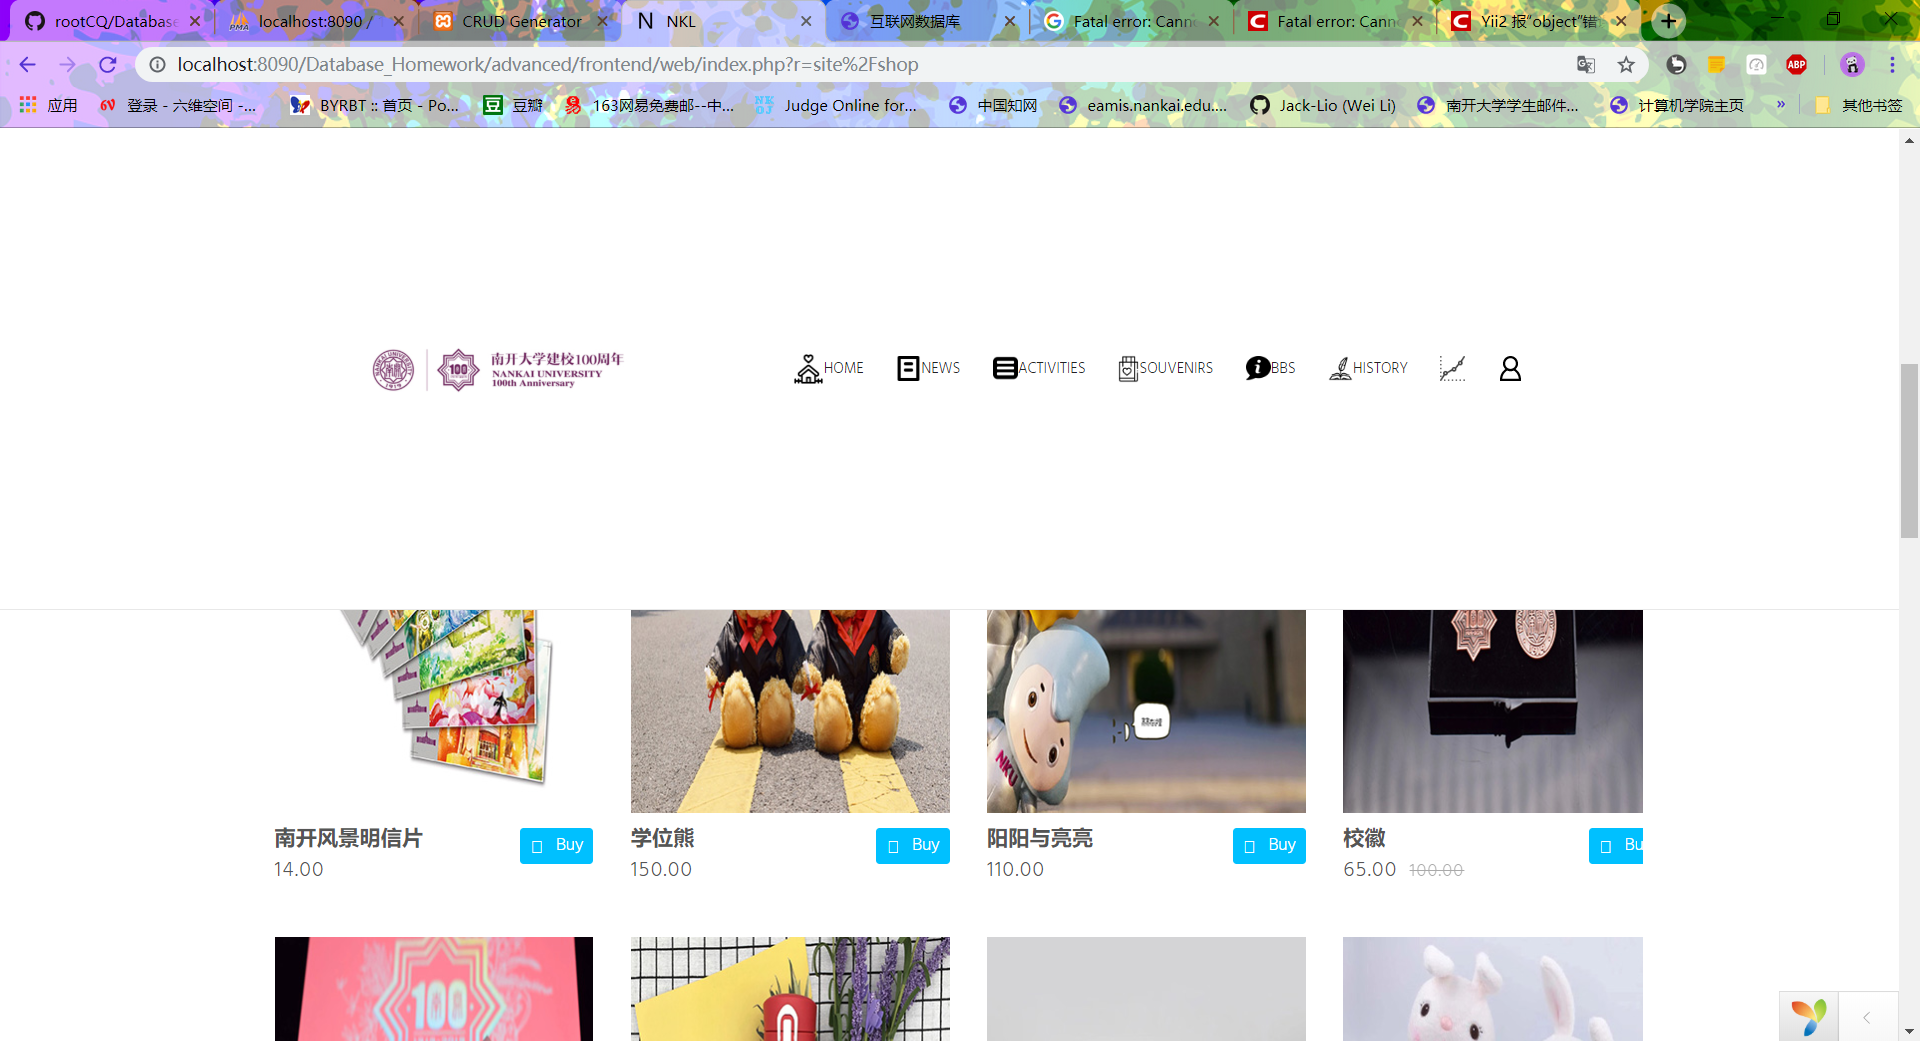 rootCQ/Database
localhost:8090 /
CRUD Generator
NKL
互联网数据库
Fatal error: Canno
Fatal error: Canno
Yii2 报“object”错
localhost:8090/Database_Homework/advanced/frontend/web/index.php?r=site%2Fshop
ABP
应用
登录 - 六维空间 -...
BYRBT :: 首页 - Po...
豆瓣
163网易免费邮--中...
Judge Online for...
中国知网
eamis.nankai.edu....
Jack-Lio (Wei Li)
南开大学学生邮件...
计算机学院主页
»
其他书签
南开大学建校100周年
NANKAI UNIVERSITY
100th Anniversary
100
HOME
NEWS
ACTIVITIES
SOUVENIRS
BBS
HISTORY
NKU
南开风景明信片
Buy
14.00
学位熊
Buy
150.00
阳阳与亮亮
Buy
110.00
校徽
Bu
65.00 100.00
100